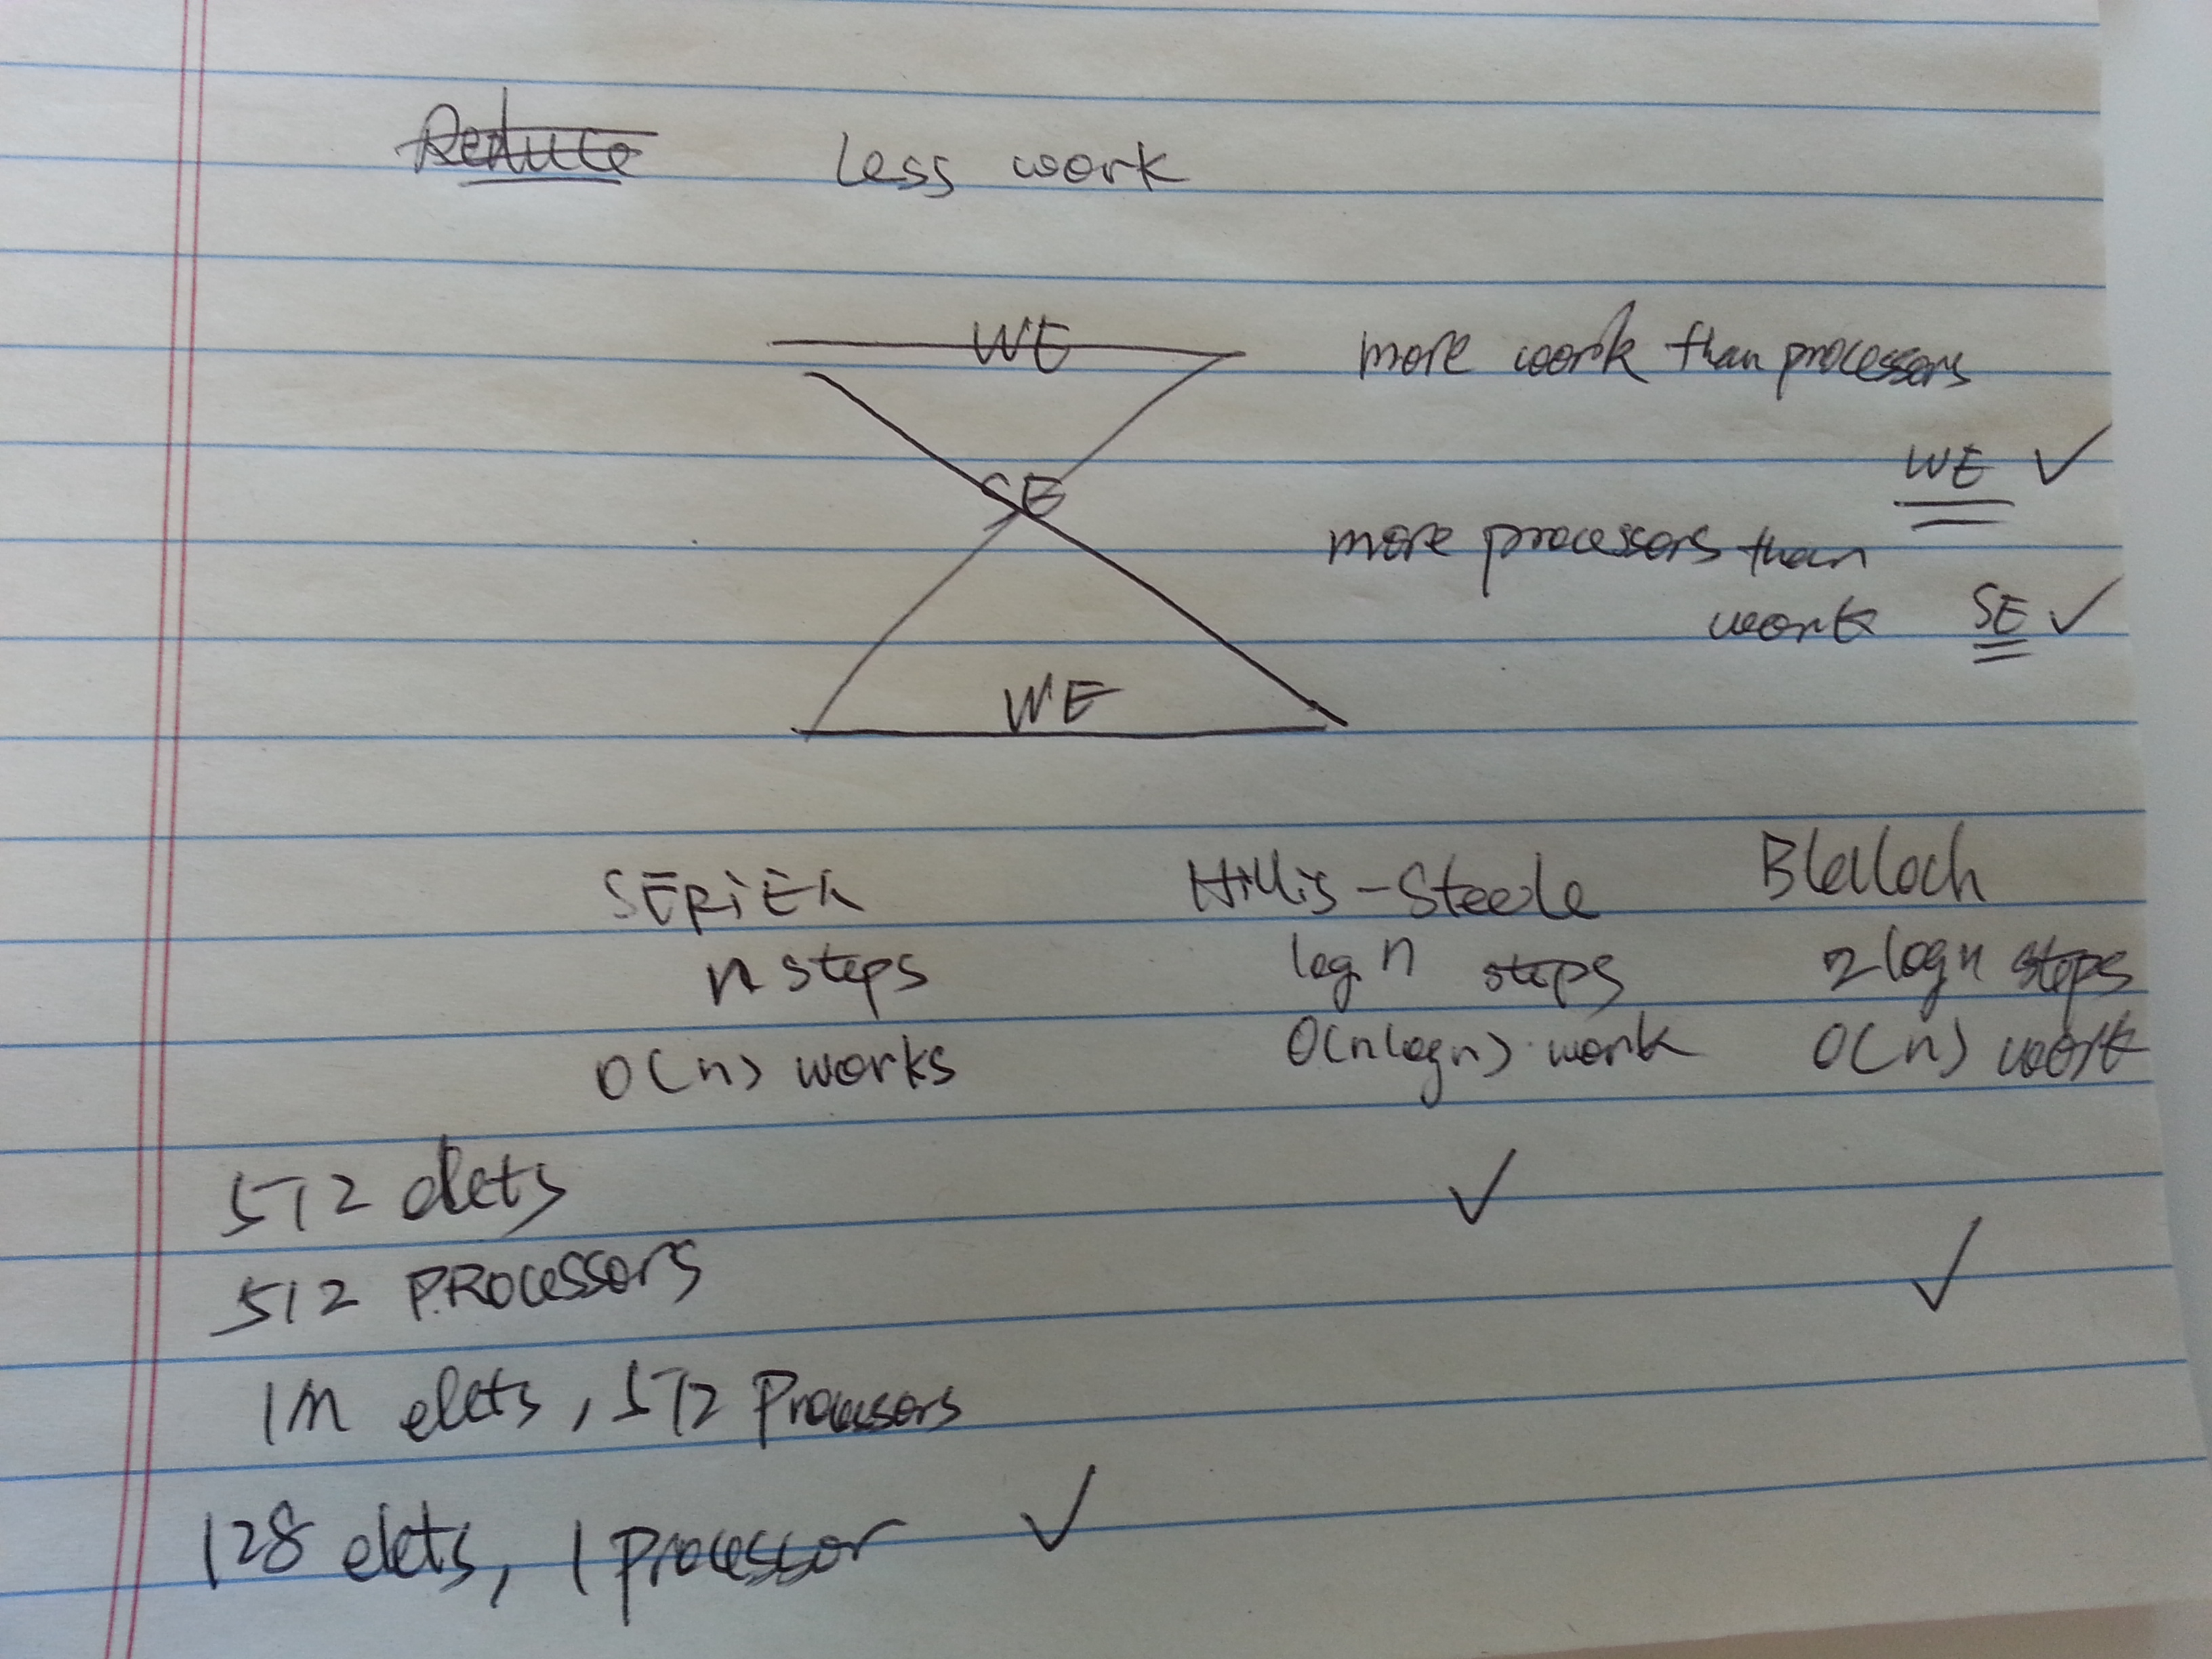 Reduce less work
WE more work than processors
WE ✓
SE more processors than
work SE ✓
WE
Hillis-Steele Blelloch
n steps log n steps 2 log n steps
O(n) works O(n log n) work O(n) work
512 elets ✓
512 PROCessors ✓
1M elets, 512 Processors
128 elets, 1 processor ✓